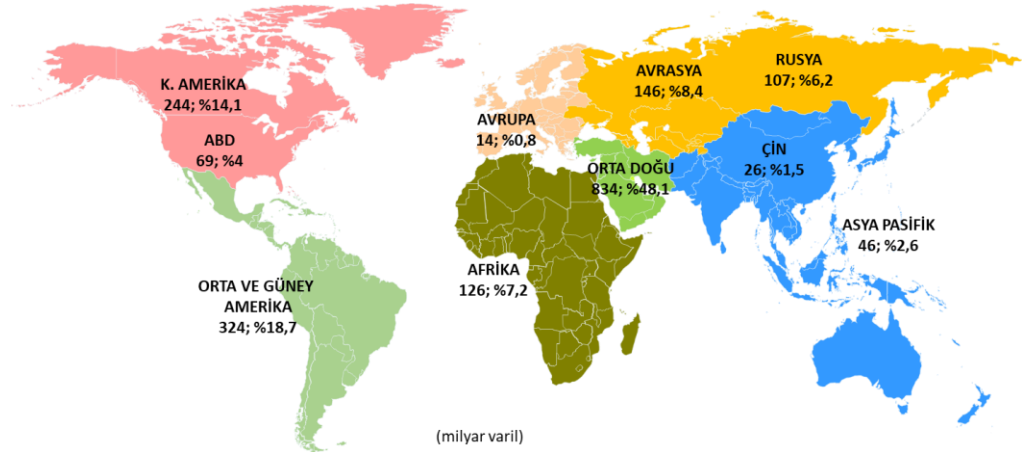 K. AMERİKA
244; %14,1
ABD
69; %4
ORTA VE GÜNEY
AMERİKA
324; %18,7
AVRUPA
14; %0,8
AFRİKA
126; %7,2
ORTA DOĞU
834; %48,1
AVRASYA
146; %8,4
RUSYA
107; %6,2
ÇİN
26; %1,5
ASYA PASİFİK
46; %2,6
(milyar varil)